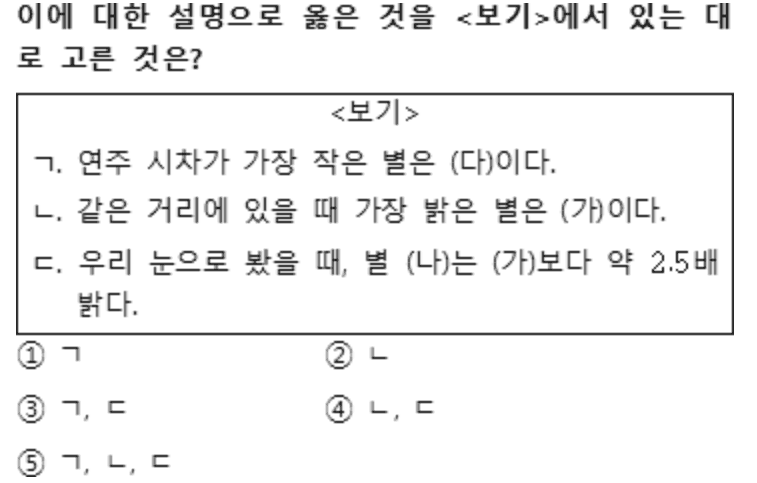 이에 대한 설명으로 옳은 것을 <보기>에서 있는 대
로 고른 것은?
<보기>
ㄱ. 연주 시차가 가장 작은 별은 (다)이다.
ㄴ. 같은 거리에 있을 때 가장 밝은 별은 (가)이다.
ㄷ. 우리 눈으로 봤을 때, 별 (나)는 (가)보다 약 2.5배
밝다.
① ㄱ ② ㄴ
③ ㄱ, ㄷ ④ ㄴ, ㄷ
⑤ ㄱ, ㄴ, ㄷ